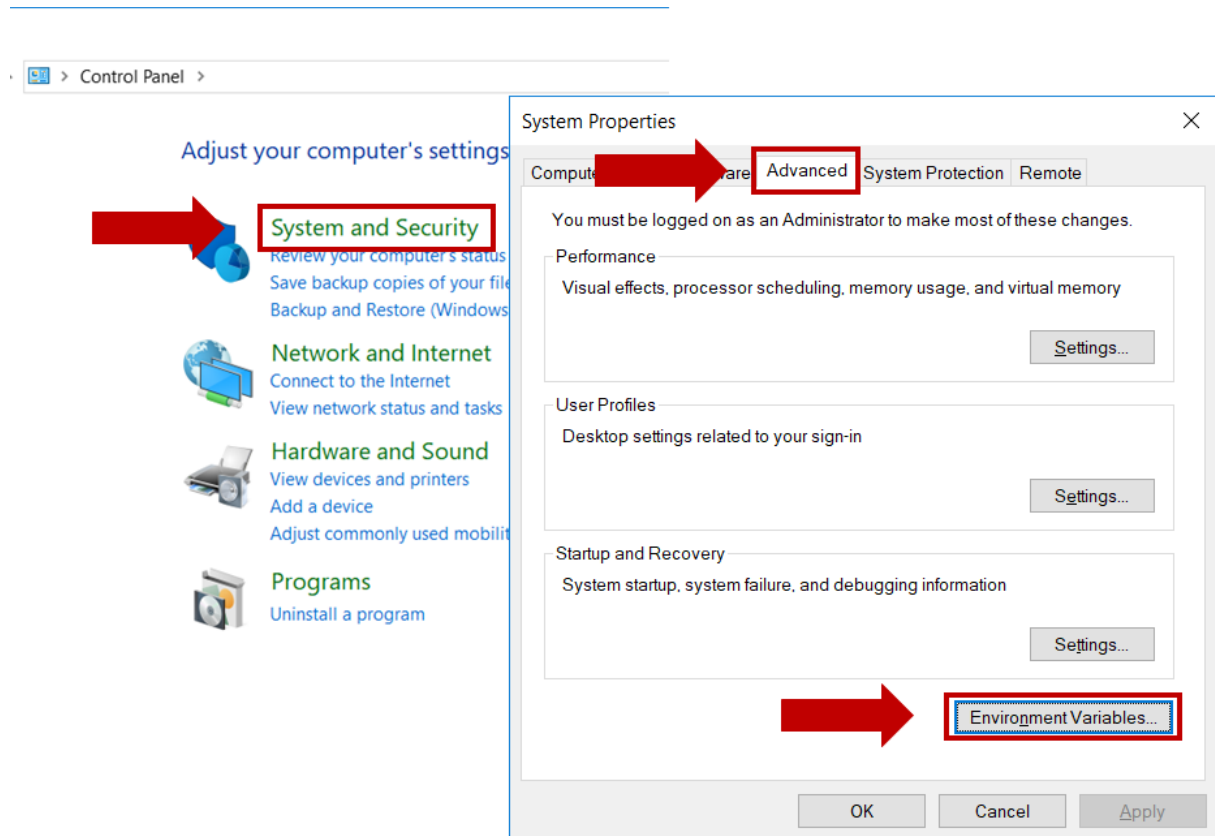 > Control Panel >
Adjust your computer's settings
System and Security
Review your computer's status
Save backup copies of your file
Backup and Restore (Windows
Network and Internet
Connect to the Internet
View network status and tasks
Hardware and Sound
View devices and printers
Add a device
Adjust commonly used mobilit
Programs
Uninstall a program
System Properties
Advanced System Protection Remote
You must be logged on as an Administrator to make most of these changes.
Performance
Visual effects, processor scheduling, memory usage, and virtual memory
Settings...
User Profiles
Desktop settings related to your sign-in
Settings...
Startup and Recovery
System startup, system failure, and debugging information
Settings...
Environment Variables...
OK Cancel Apply